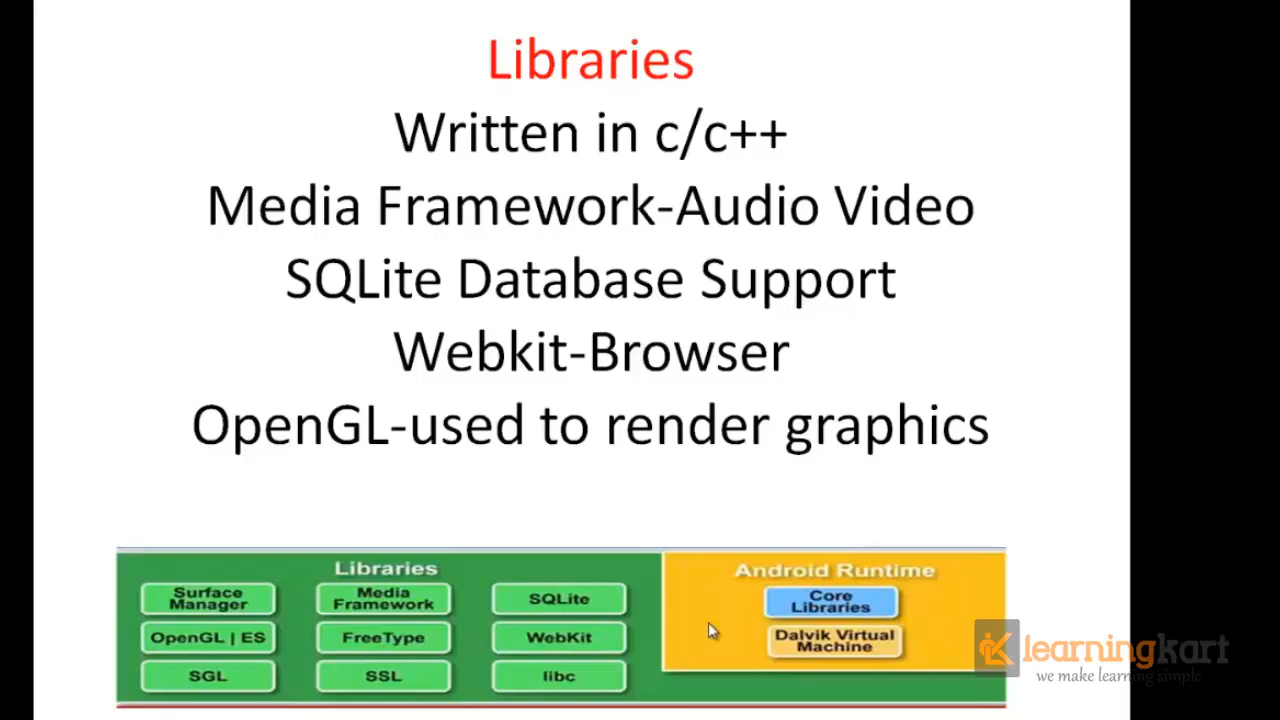 Libraries
Written in c/c++
Media Framework-Audio Video
SQLite Database Support
Webkit-Browser
OpenGL-used to render graphics
Libraries
Surface Manager
Media Framework
SQLite
OpenGL | ES
FreeType
WebKit
SGL
SSL
libc
Android Runtime
Core Libraries
Dalvik Virtual Machine
learningkart
we make learning simple